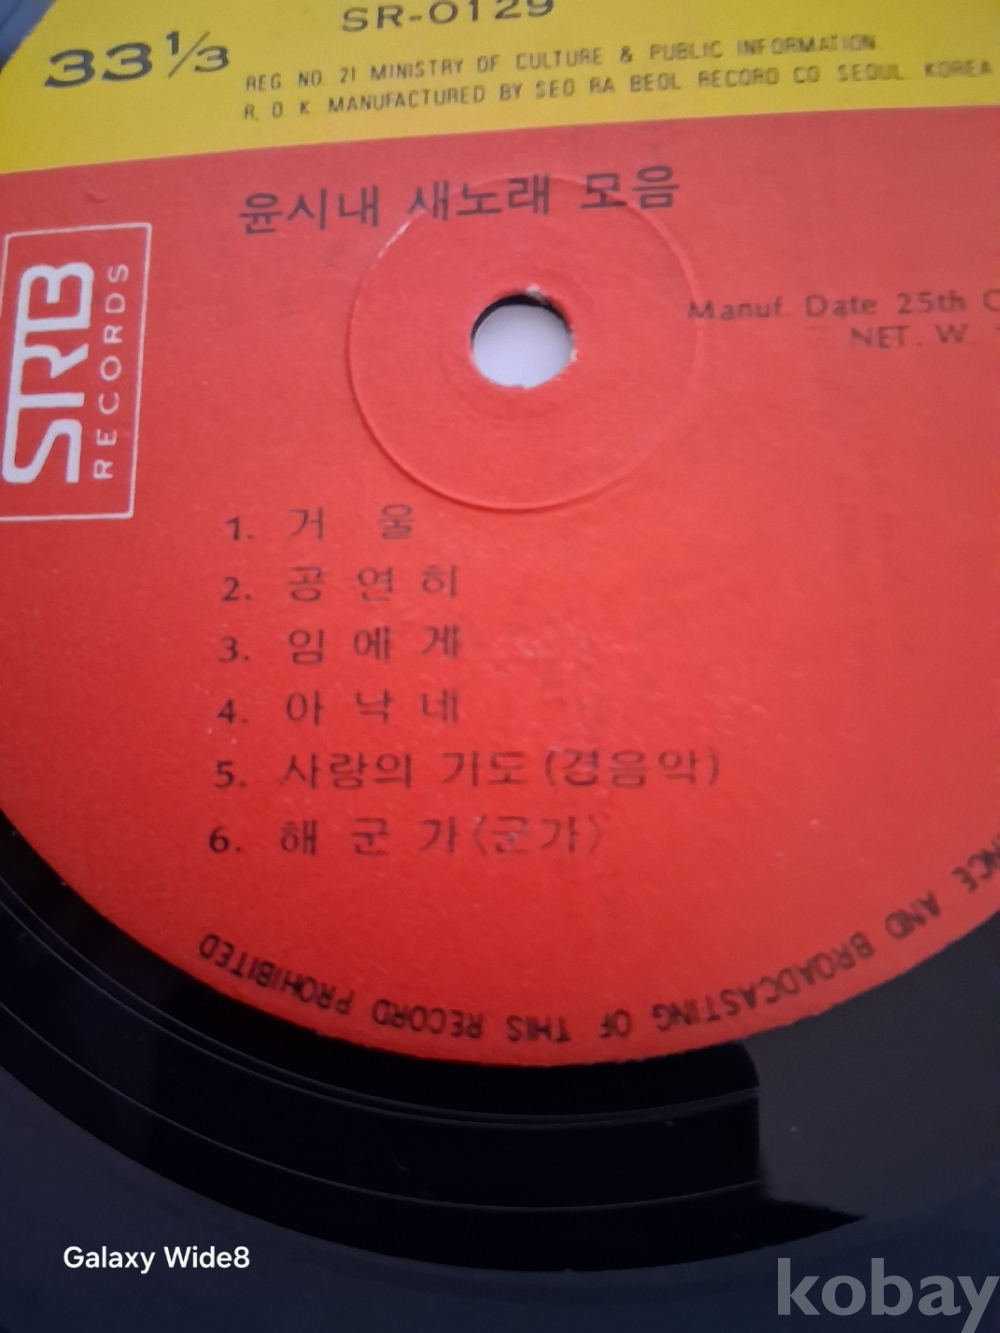 SR-0129
33 1/3
REG. NO. 21 MINISTRY OF CULTURE & PUBLIC INFORMATION
R. O. K. MANUFACTURED BY SEO RA BEOL RECORD CO SEOUL KOREA
윤시내 새노래 모음
STRB
RECORDS
Manuf. Date 25th
NET. W.
1. 거 울
2. 공 연 히
3. 임 에 게
4. 아 낙 네
5. 사랑의 기도 (경음악)
6. 해 군 가 〈군가〉
AND BROADCASTING OF THIS RECORD PROHIBITED
Galaxy Wide8
kobay